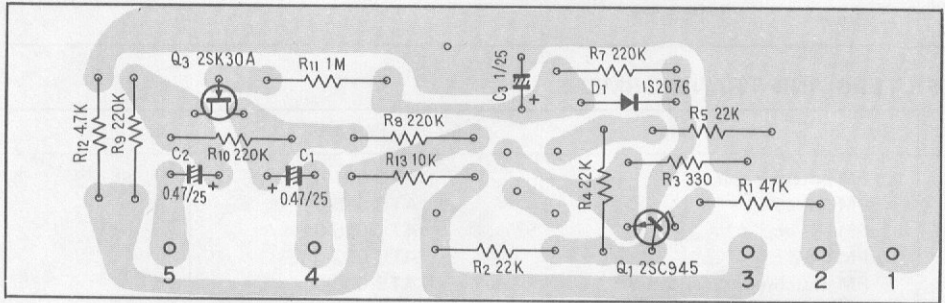 Q3 2SK30A
R11 1M
C3 1/25
+
R7 220K
D1
1S2076
R12 4.7K
R9 220K
R8 220K
R5 22K
R10 220K
C2
+
0.47/25
C1
+
0.47/25
R13 10K
R4 22K
R3 330
R1 47K
R2 22K
Q1 2SC945
5
4
3
2
1